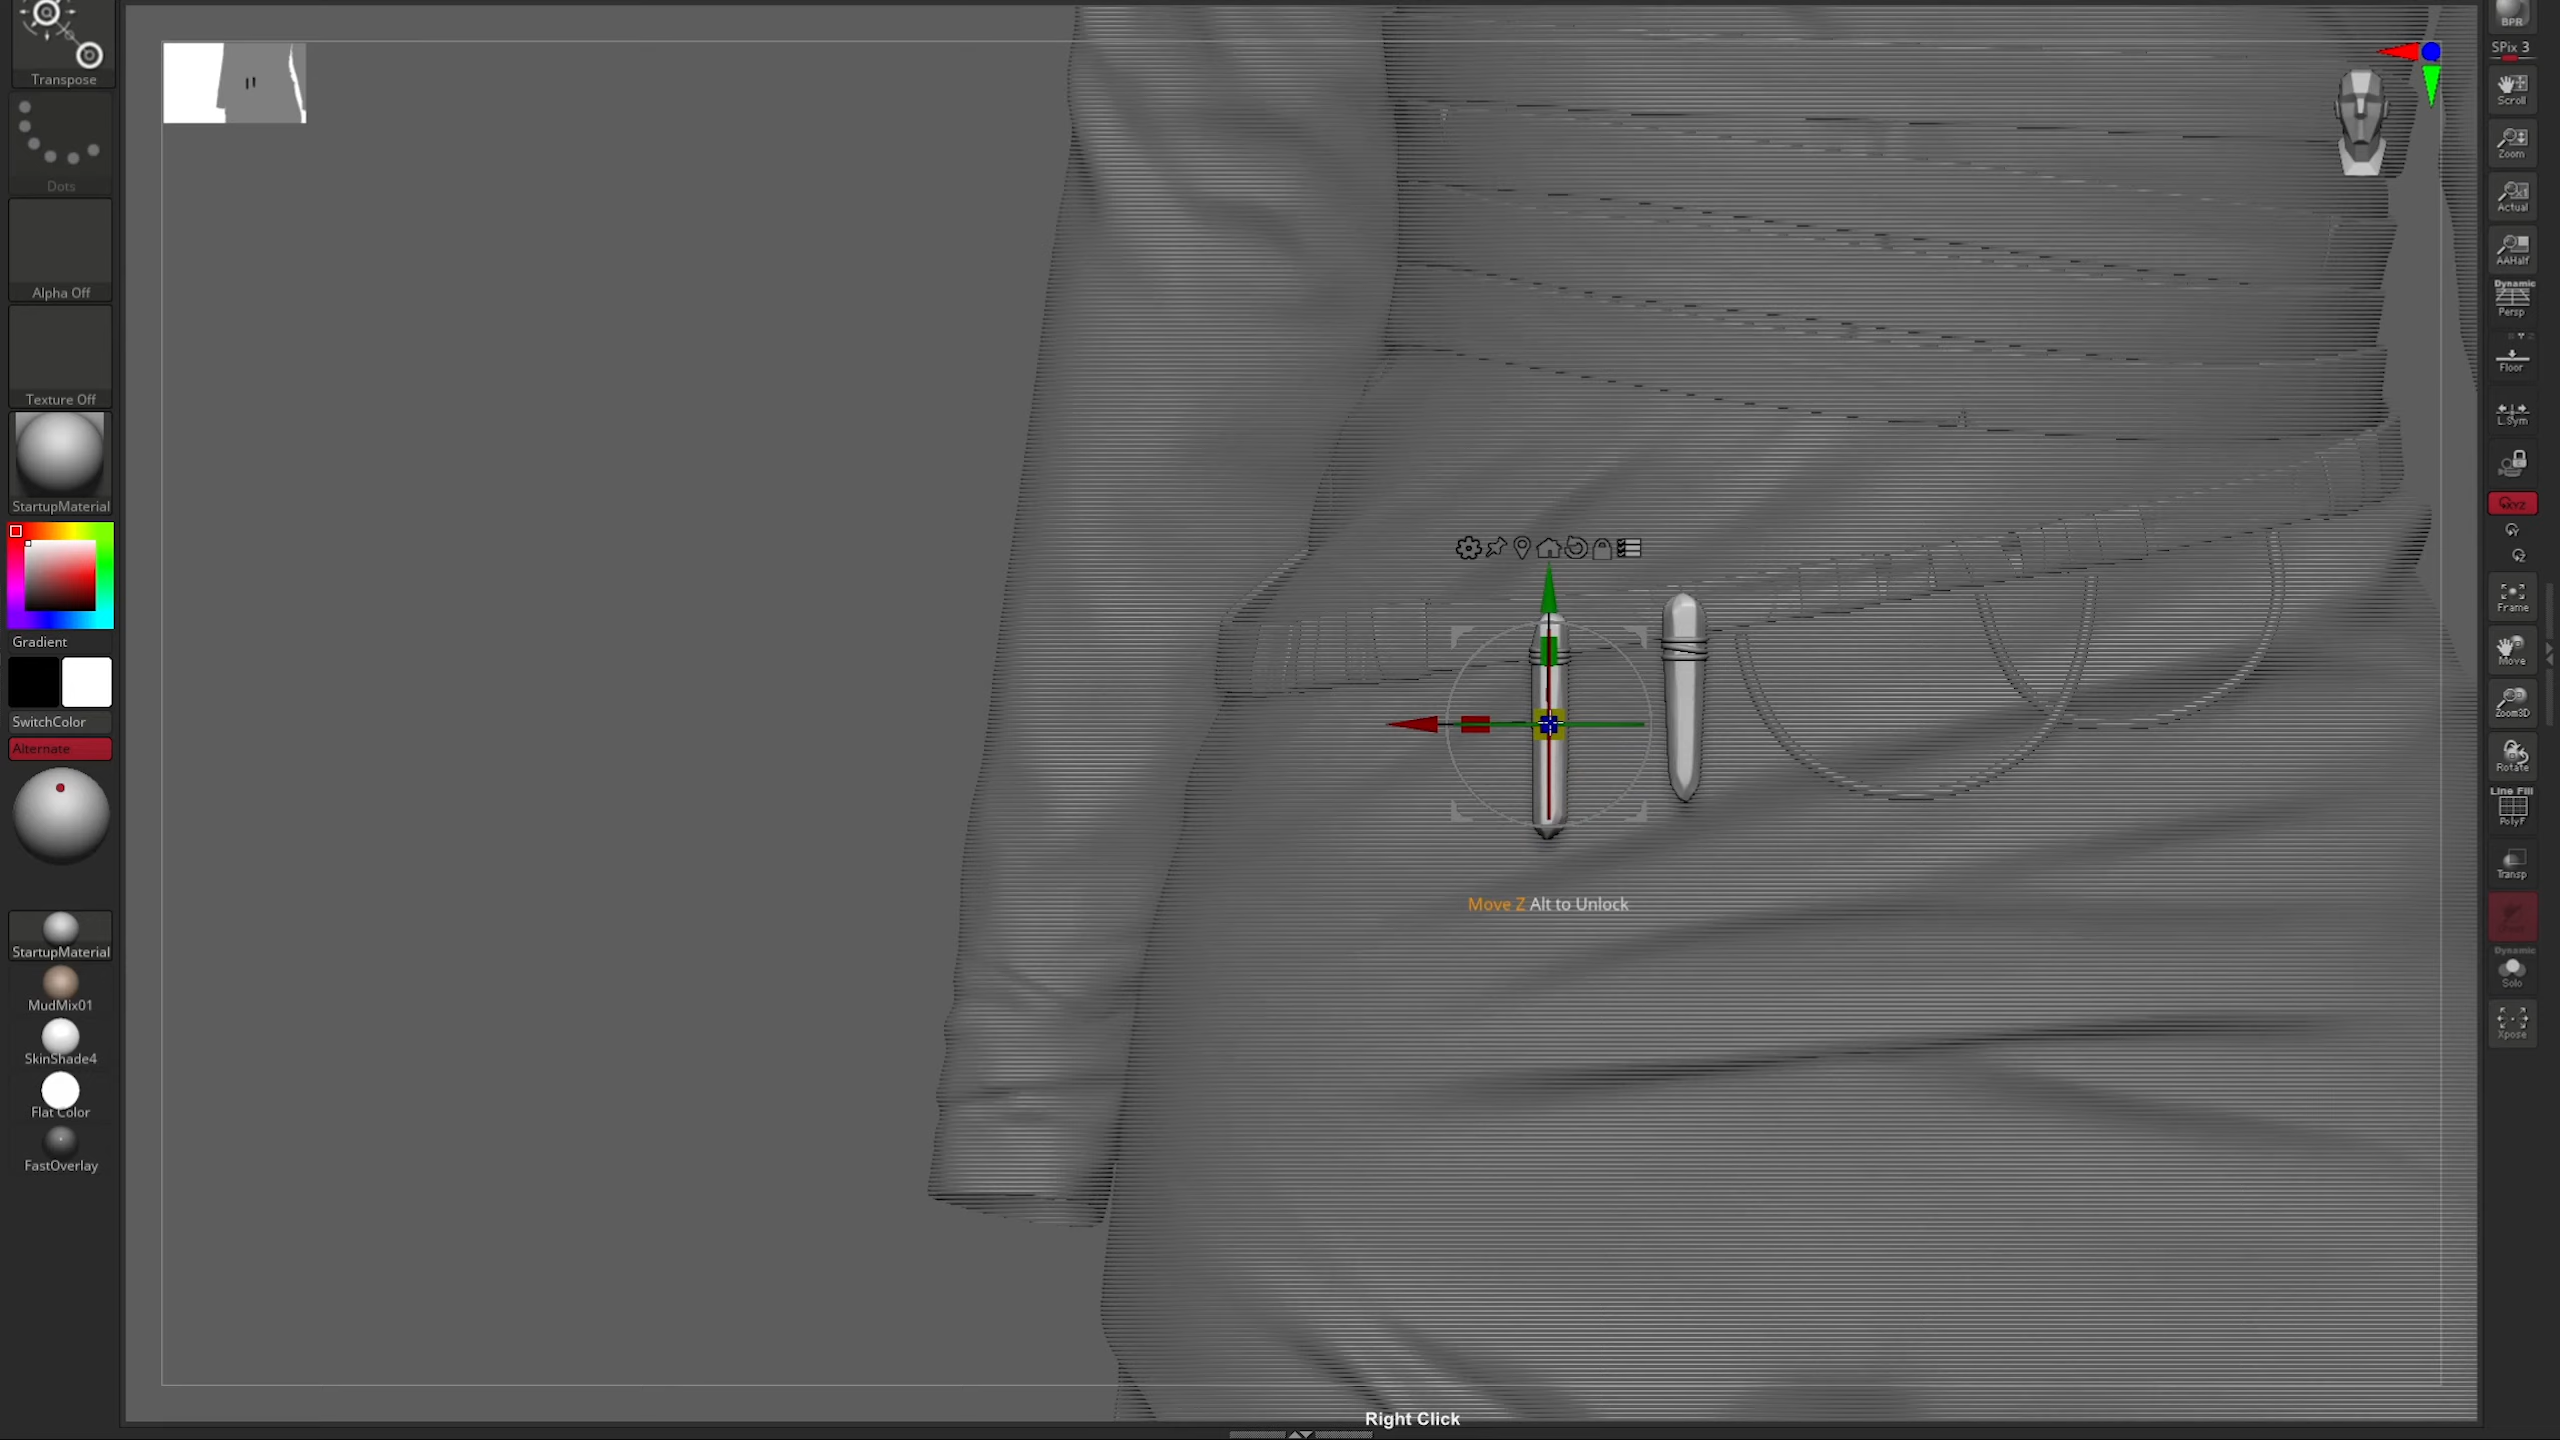 Transpose
Dots
Alpha Off
Texture Off
StartupMaterial
Gradient
SwitchColor
Alternate
StartupMaterial
MudMix01
SkinShade4
Flat Color
FastOverlay
Move Z Alt to Unlock
Right Click
BPR
SPix 3
Scroll
Zoom
Actual
AAHalf
Dynamic
Persp
Floor
L.Sym
XYZ
Frame
Move
Zoom3D
Rotate
Line Fill
PolyF
Transp
Dynamic
Solo
Xpose